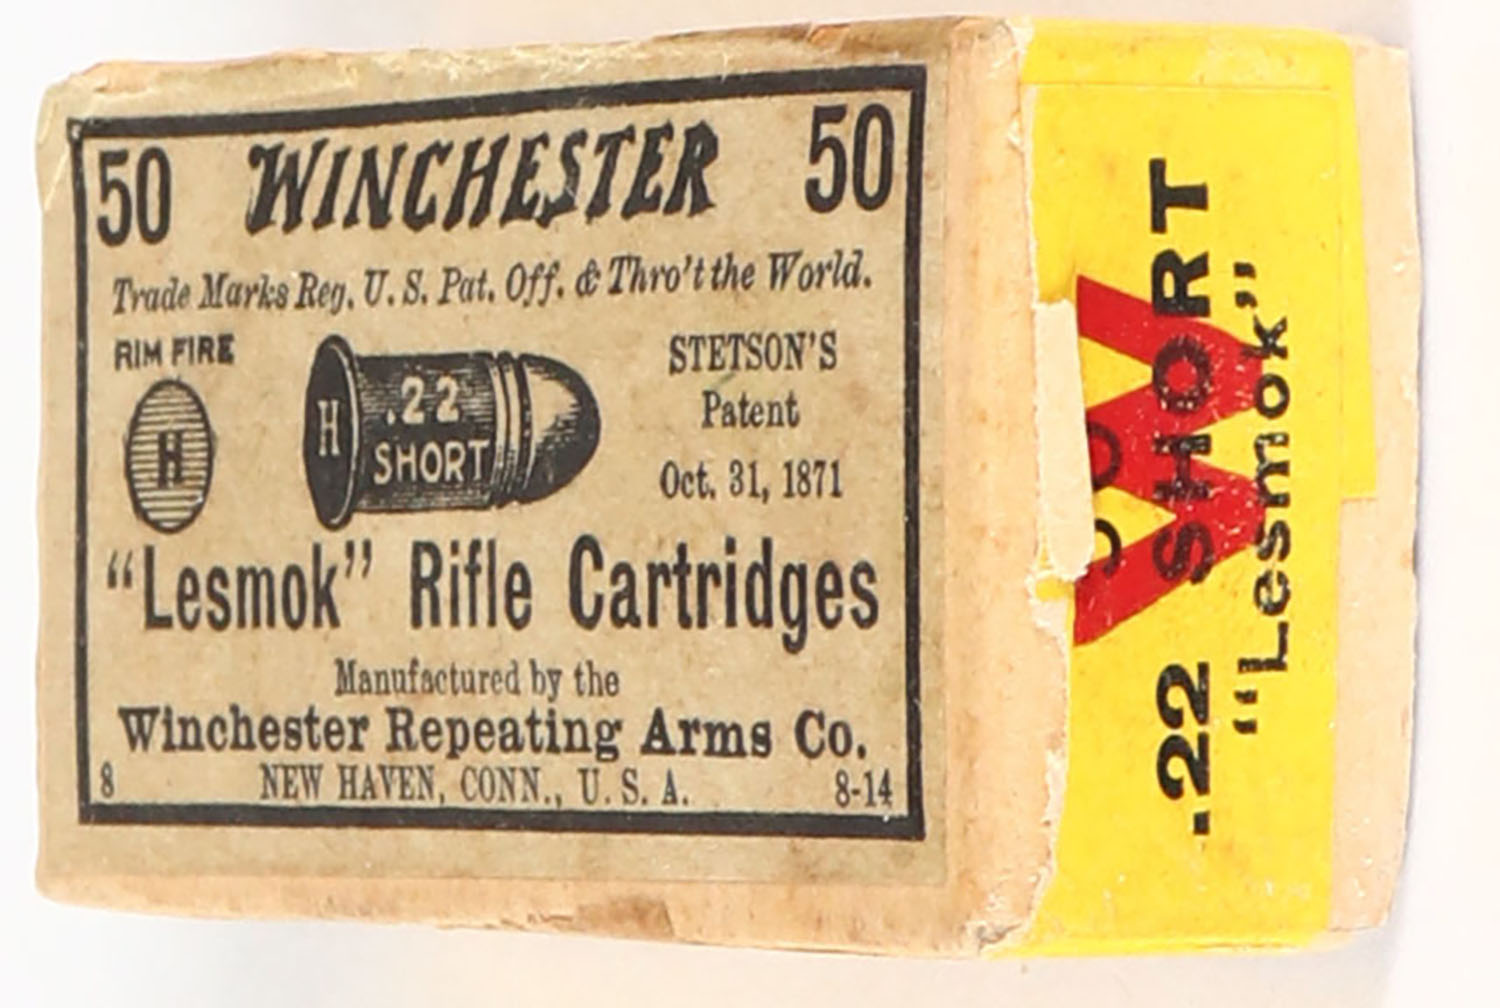 50 WINCHESTER 50
Trade Marks Reg. U. S. Pat. Off. & Thro't the World.
RIM FIRE
H
H
.22
SHORT
STETSON'S
Patent
Oct. 31, 1871
"Lesmok" Rifle Cartridges
Manufactured by the
Winchester Repeating Arms Co.
8 NEW HAVEN, CONN., U. S. A. 8-14
W
.22 SHORT
"Lesmok"